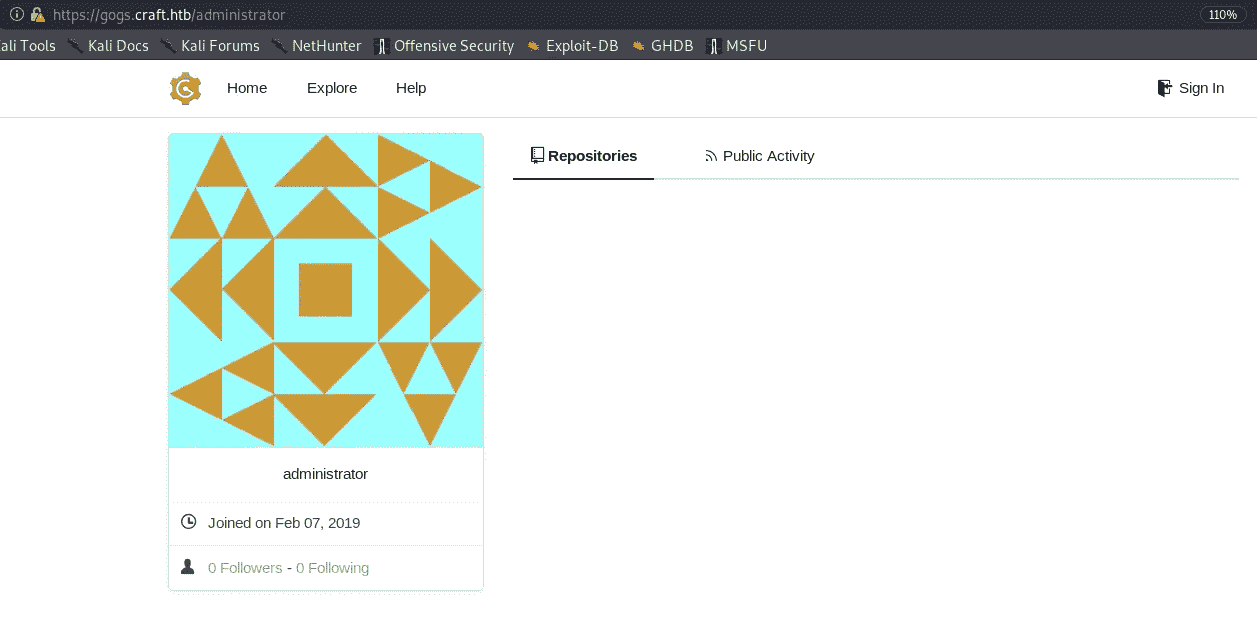 https://gogs.craft.htb/administrator 110%
ali Tools Kali Docs Kali Forums NetHunter Offensive Security Exploit-DB GHDB MSFU
Home Explore Help Sign In
Repositories Public Activity
administrator
Joined on Feb 07, 2019
0 Followers - 0 Following